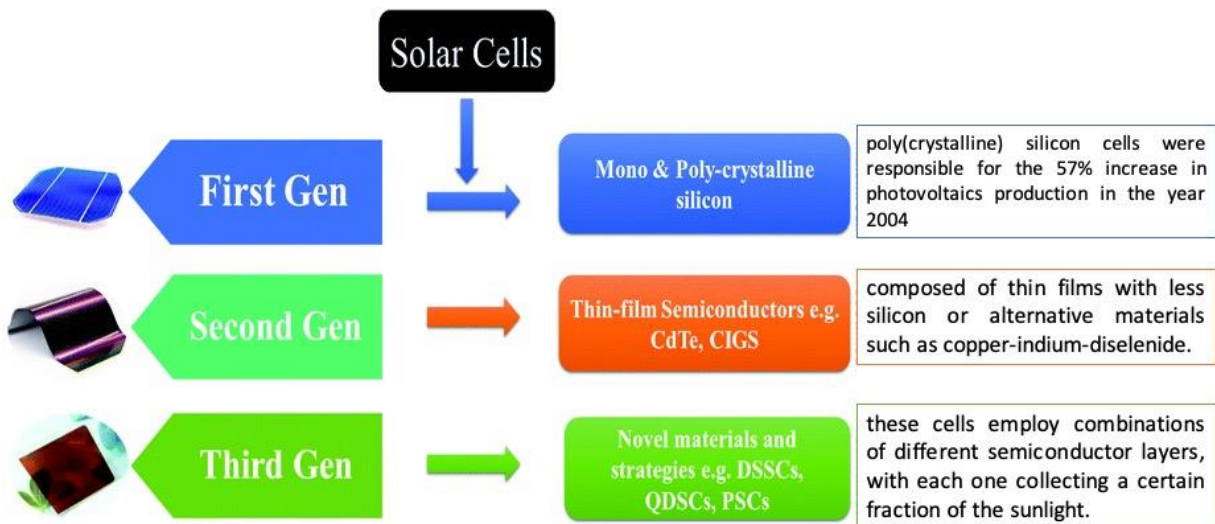 Solar Cells
First Gen
Mono & Poly-crystalline
silicon
poly(crystalline) silicon cells were
responsible for the 57% increase in
photovoltaics production in the year
2004
Second Gen
Thin-film Semiconductors e.g.
CdTe, CIGS
composed of thin films with less
silicon or alternative materials
such as copper-indium-diselenide.
Third Gen
Novel materials and
strategies e.g. DSSCs,
QDSCs, PSCs
these cells employ combinations
of different semiconductor layers,
with each one collecting a certain
fraction of the sunlight.